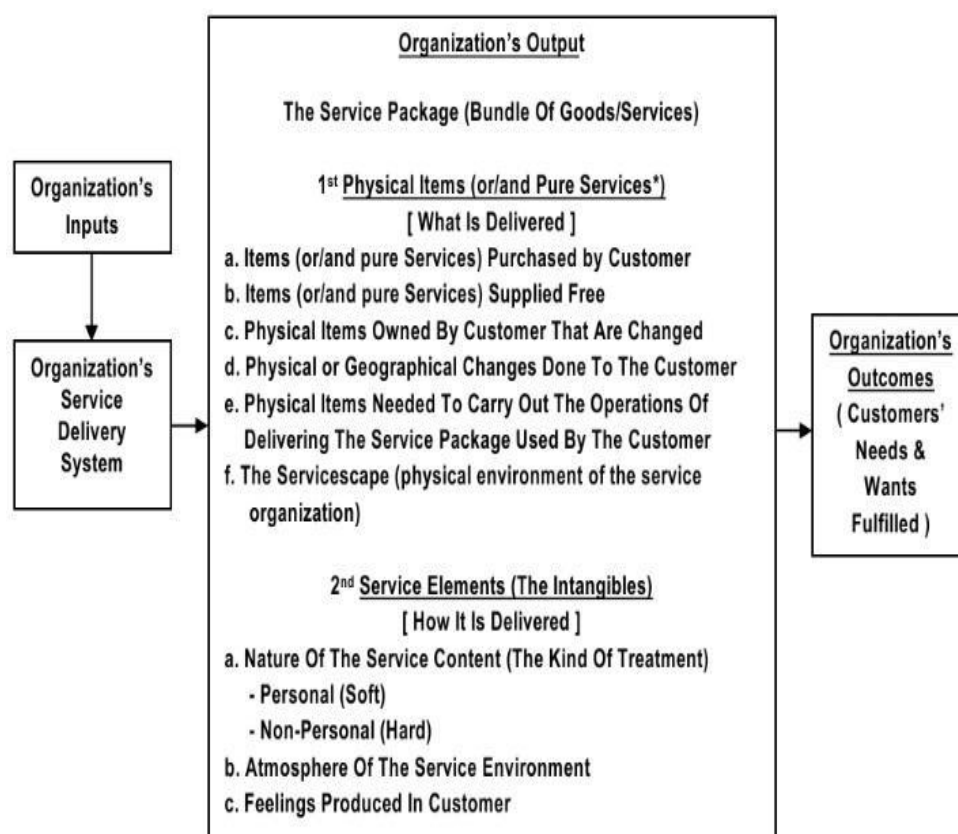 Organization's
Inputs
Organization's
Service
Delivery
System
Organization's Output
The Service Package (Bundle Of Goods/Services)
1st Physical Items (or/and Pure Services*)
[ What Is Delivered ]
a. Items (or/and pure Services) Purchased by Customer
b. Items (or/and pure Services) Supplied Free
c. Physical Items Owned By Customer That Are Changed
d. Physical or Geographical Changes Done To The Customer
e. Physical Items Needed To Carry Out The Operations Of
Delivering The Service Package Used By The Customer
f. The Servicescape (physical environment of the service
organization)
2nd Service Elements (The Intangibles)
[ How It Is Delivered ]
a. Nature Of The Service Content (The Kind Of Treatment)
- Personal (Soft)
- Non-Personal (Hard)
b. Atmosphere Of The Service Environment
c. Feelings Produced In Customer
Organization's
Outcomes
( Customers'
Needs &
Wants
Fulfilled )